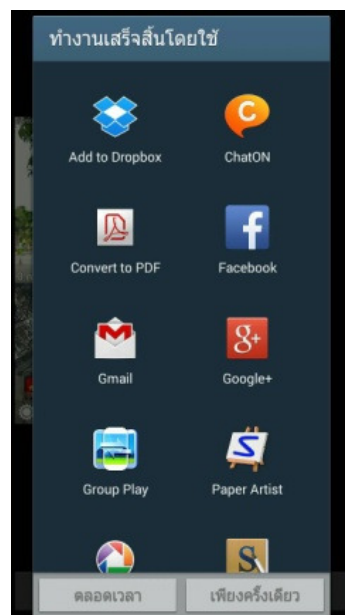 ทำงานเสร็จสิ้นโดยใช้
Add to Dropbox
ChatON
Convert to PDF
Facebook
Gmail
Google+
Group Play
Paper Artist
ตลอดเวลา
เพียงครั้งเดียว